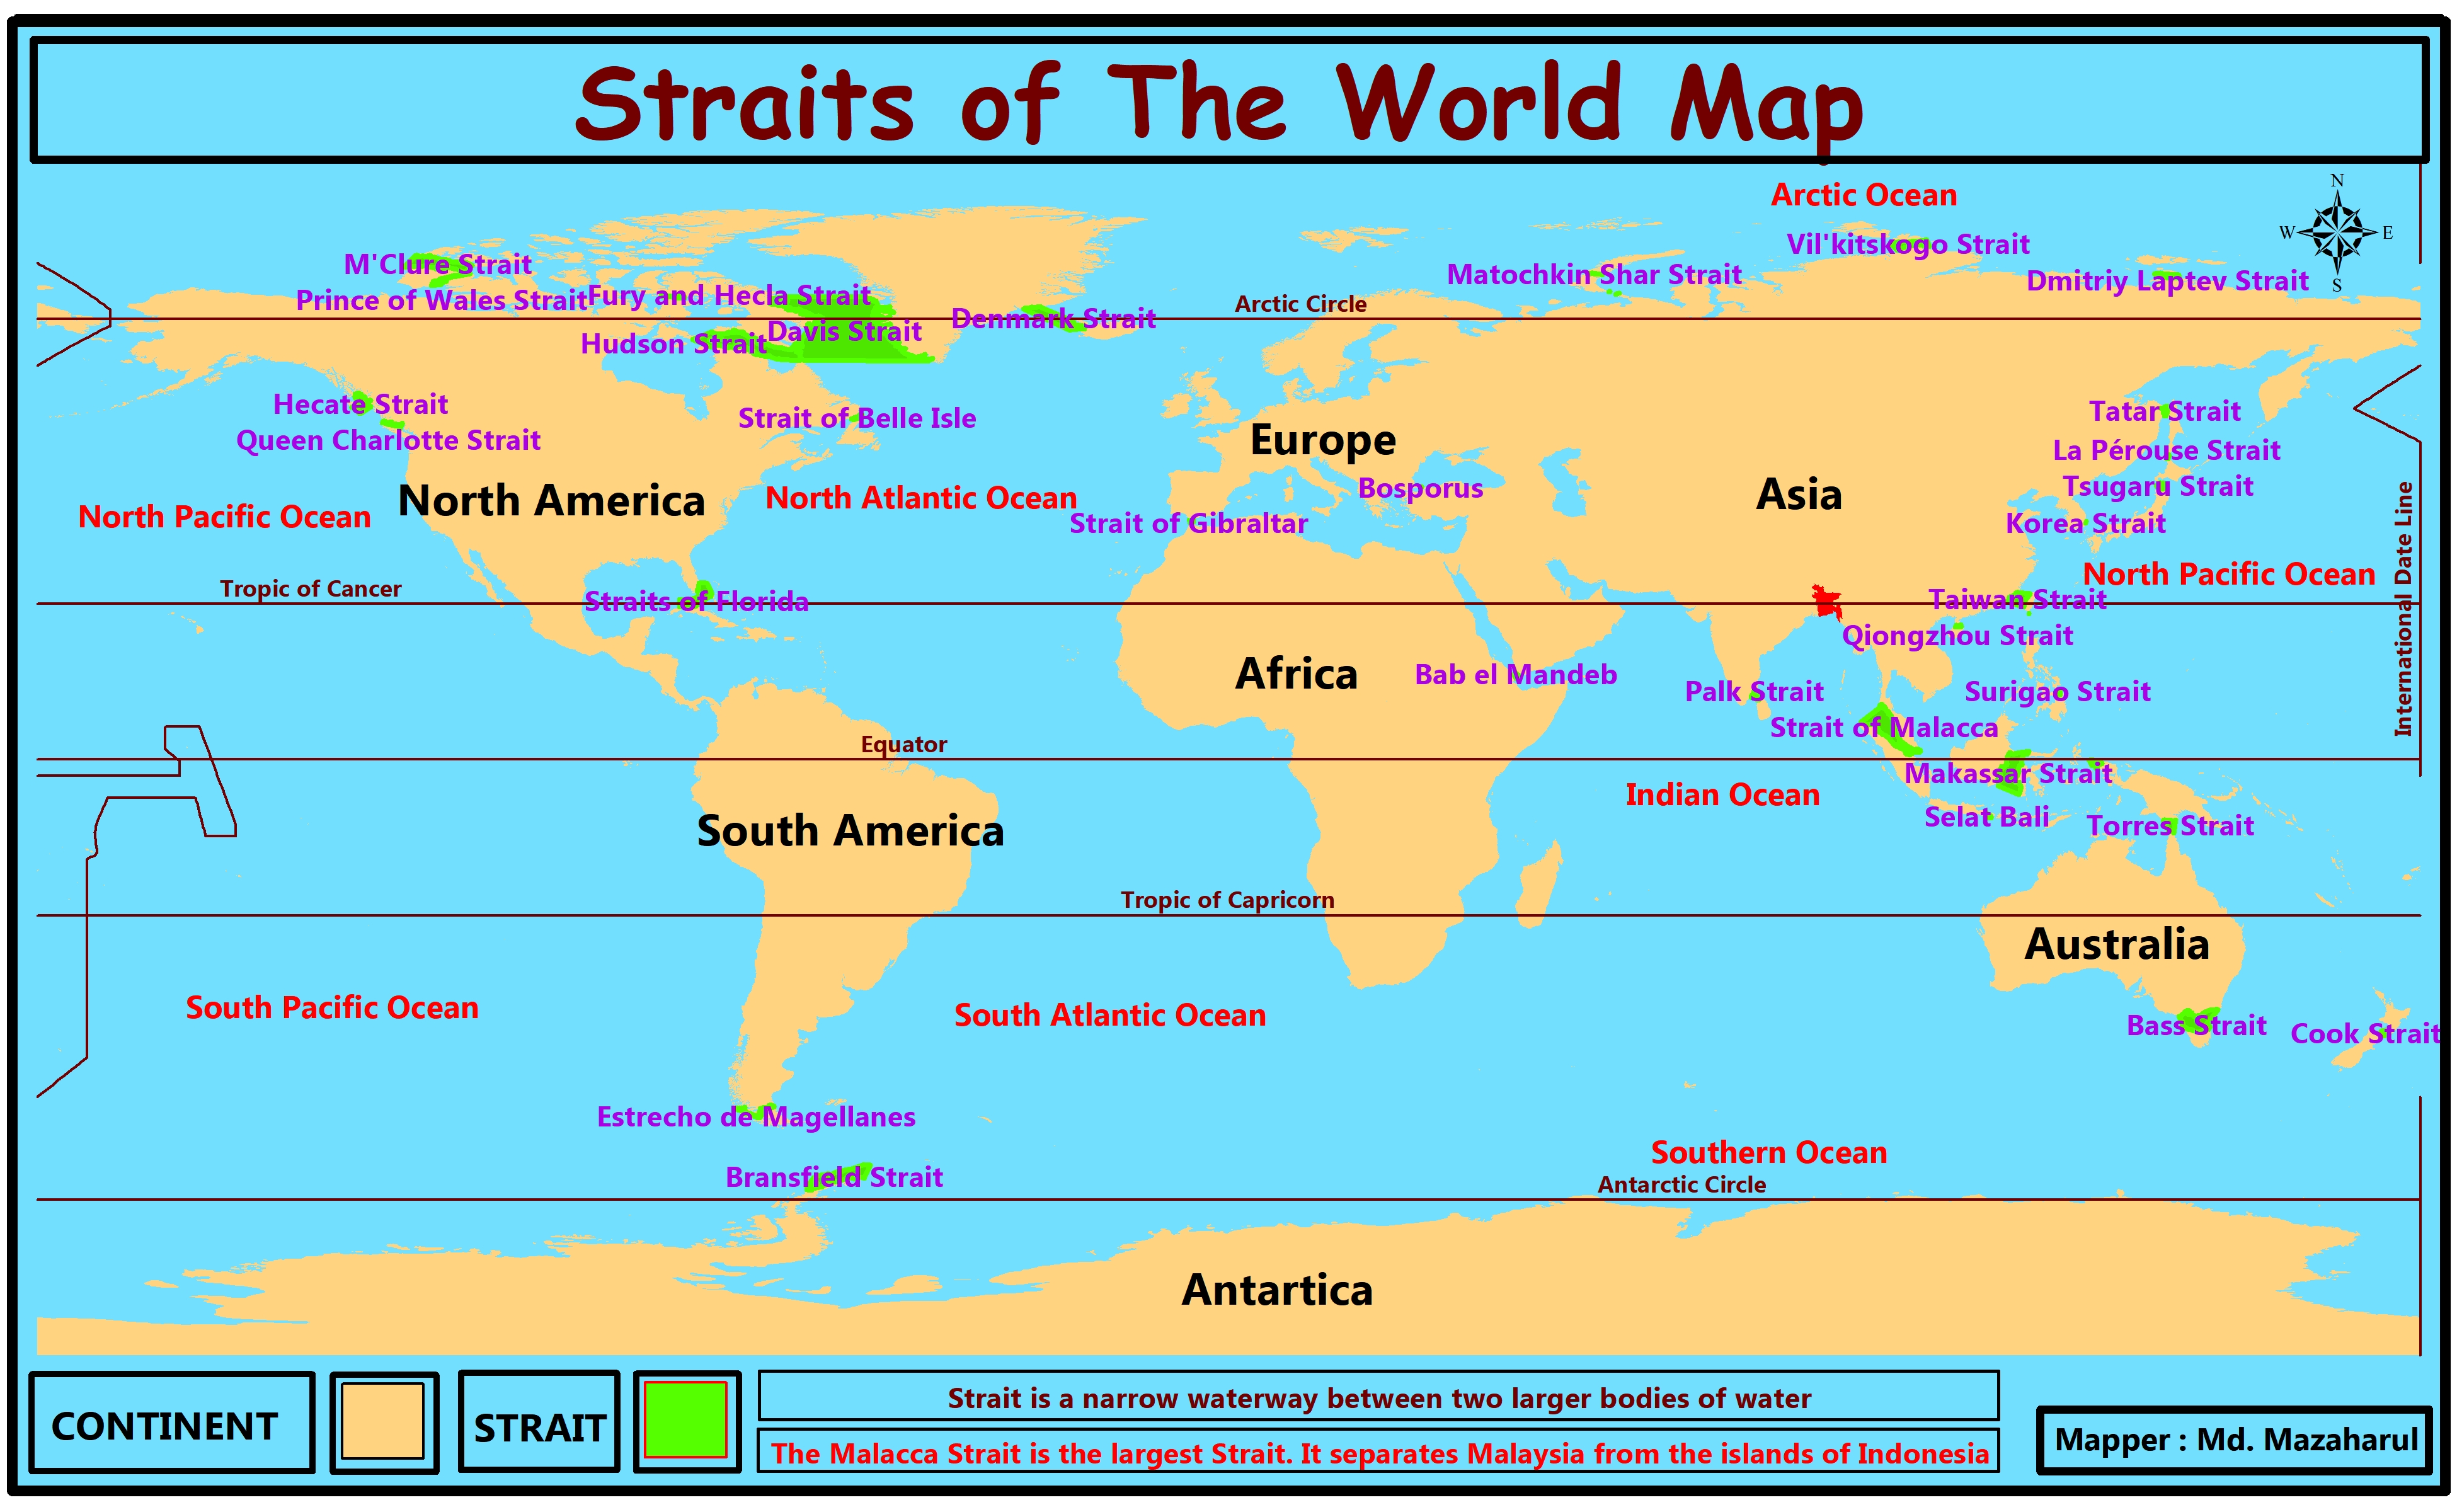 Straits of The World Map
Arctic Ocean
N
W
E
S
Vil'kitskogo Strait
M'Clure Strait
Matochkin Shar Strait
Dmitriy Laptev Strait
Prince of Wales Strait
Fury and Hecla Strait
Arctic Circle
Denmark Strait
Davis Strait
Hudson Strait
Hecate Strait
Strait of Belle Isle
Tatar Strait
Queen Charlotte Strait
Europe
La Pérouse Strait
North America
North Atlantic Ocean
Bosporus
Asia
Tsugaru Strait
North Pacific Ocean
Strait of Gibraltar
Korea Strait
International Date Line
North Pacific Ocean
Tropic of Cancer
Straits of Florida
Taiwan Strait
Qiongzhou Strait
Africa
Bab el Mandeb
Palk Strait
Surigao Strait
Strait of Malacca
Equator
Makassar Strait
Indian Ocean
Selat Bali
Torres Strait
South America
Tropic of Capricorn
Australia
South Pacific Ocean
South Atlantic Ocean
Bass Strait
Cook Strait
Estrecho de Magellanes
Southern Ocean
Bransfield Strait
Antarctic Circle
Antartica
CONTINENT
STRAIT
Strait is a narrow waterway between two larger bodies of water
The Malacca Strait is the largest Strait. It separates Malaysia from the islands of Indonesia
Mapper : Md. Mazaharul